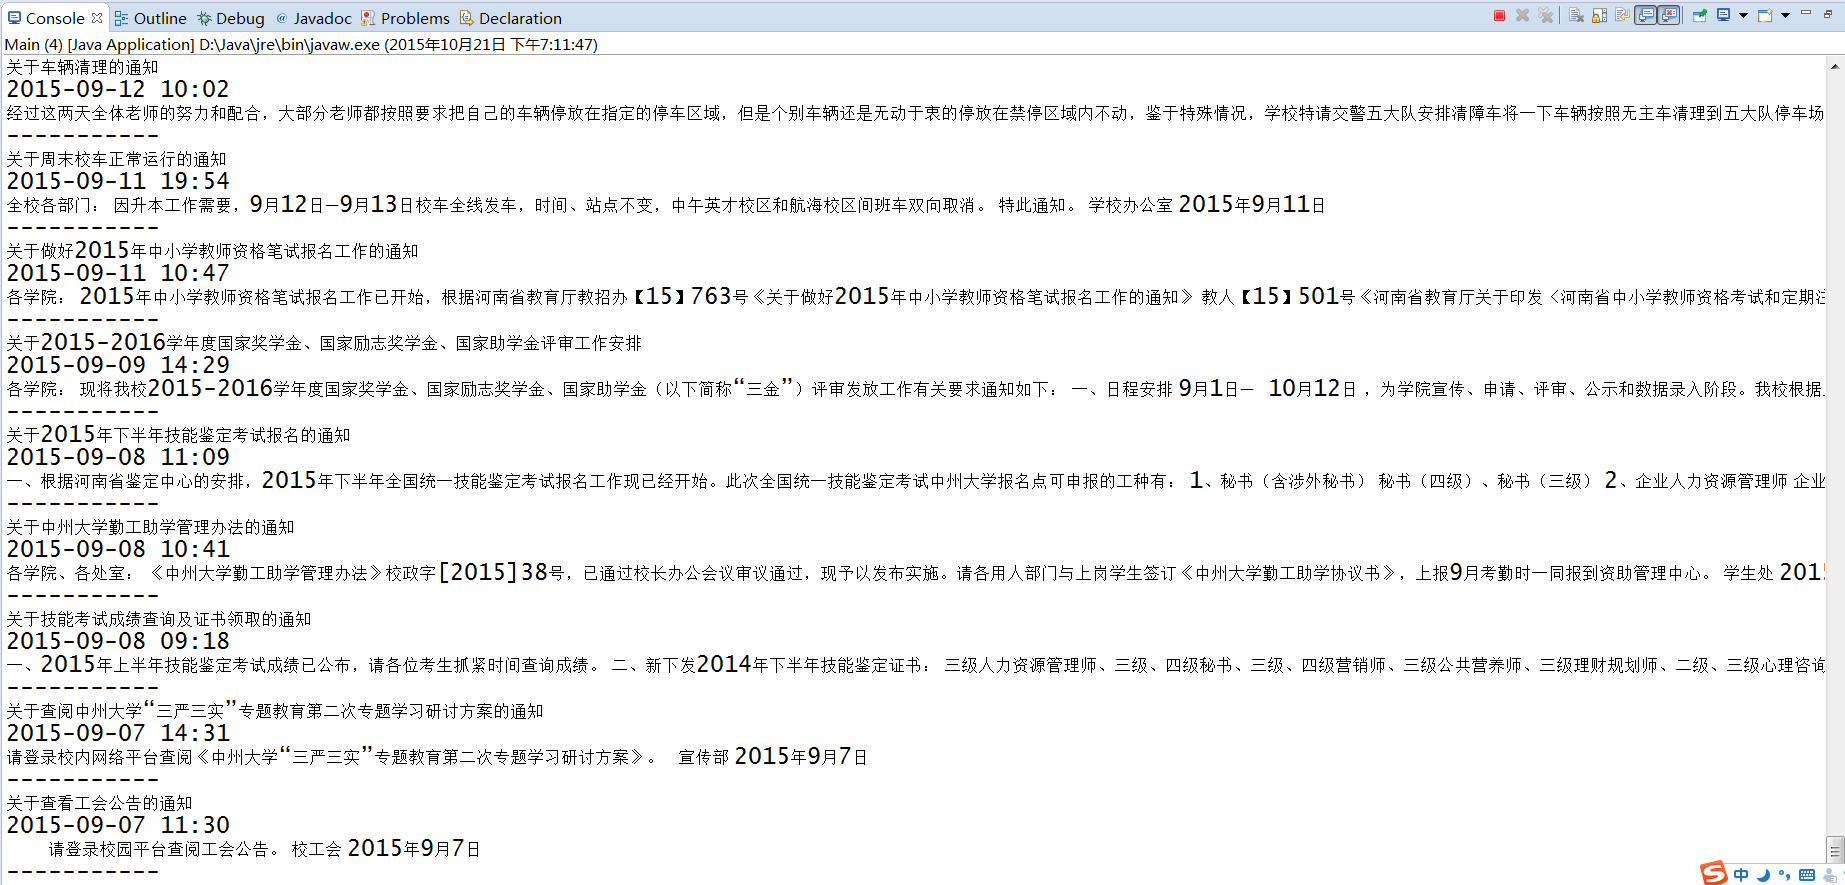 Console Outline Debug @ Javadoc Problems Declaration
Main (4) [Java Application] D:\Java\jre\bin\javaw.exe (2015年10月21日 下午7:11:47)
关于车辆清理的通知
2015-09-12 10:02
经过这两天全体老师的努力和配合，大部分老师都按照要求把自己的车辆停放在指定的停车区域，但是个别车辆还是无动于衷的停放在禁停区域内不动，鉴于特殊情况，学校特请交警五大队安排清障车将一下车辆按照无主车清理到五大队停车场
-----------
关于周末校车正常运行的通知
2015-09-11 19:54
全校各部门： 因升本工作需要，9月12日—9月13日校车全线发车，时间、站点不变，中午英才校区和航海校区间班车双向取消。 特此通知。 学校办公室 2015年9月11日
-----------
关于做好2015年中小学教师资格笔试报名工作的通知
2015-09-11 10:47
各学院： 2015年中小学教师资格笔试报名工作已开始，根据河南省教育厅教招办【15】763号《关于做好2015年中小学教师资格笔试报名工作的通知》教人【15】501号《河南省教育厅关于印发〈河南省中小学教师资格考试和定期注
-----------
关于2015-2016学年度国家奖学金、国家励志奖学金、国家助学金评审工作安排
2015-09-09 14:29
各学院： 现将我校2015-2016学年度国家奖学金、国家励志奖学金、国家助学金（以下简称“三金”）评审发放工作有关要求通知如下： 一、日程安排 9月1日— 10月12日 ，为学院宣传、申请、评审、公示和数据录入阶段。我校根据
-----------
关于2015年下半年技能鉴定考试报名的通知
2015-09-08 11:09
一、根据河南省鉴定中心的安排，2015年下半年全国统一技能鉴定考试报名工作现已经开始。此次全国统一技能鉴定考试中州大学报名点可申报的工种有： 1、秘书（含涉外秘书） 秘书（四级）、秘书（三级） 2、企业人力资源管理师 企业
-----------
关于中州大学勤工助学管理办法的通知
2015-09-08 10:41
各学院、各处室： 《中州大学勤工助学管理办法》校政字[2015]38号，已通过校长办公会议审议通过，现予以发布实施。请各用人部门与上岗学生签订《中州大学勤工助学协议书》，上报9月考勤时一同报到资助管理中心。 学生处 2015
-----------
关于技能考试成绩查询及证书领取的通知
2015-09-08 09:18
一、2015年上半年技能鉴定考试成绩已公布，请各位考生抓紧时间查询成绩。 二、新下发2014年下半年技能鉴定证书： 三级人力资源管理师、三级、四级秘书、三级、四级营销师、三级公共营养师、三级理财规划师、二级、三级心理咨询
-----------
关于查阅中州大学“三严三实”专题教育第二次专题学习研讨方案的通知
2015-09-07 14:31
请登录校内网络平台查阅《中州大学“三严三实”专题教育第二次专题学习研讨方案》。 宣传部 2015年9月7日
-----------
关于查看工会公告的通知
2015-09-07 11:30
请登录校园平台查阅工会公告。 校工会 2015年9月7日
-----------
S 中